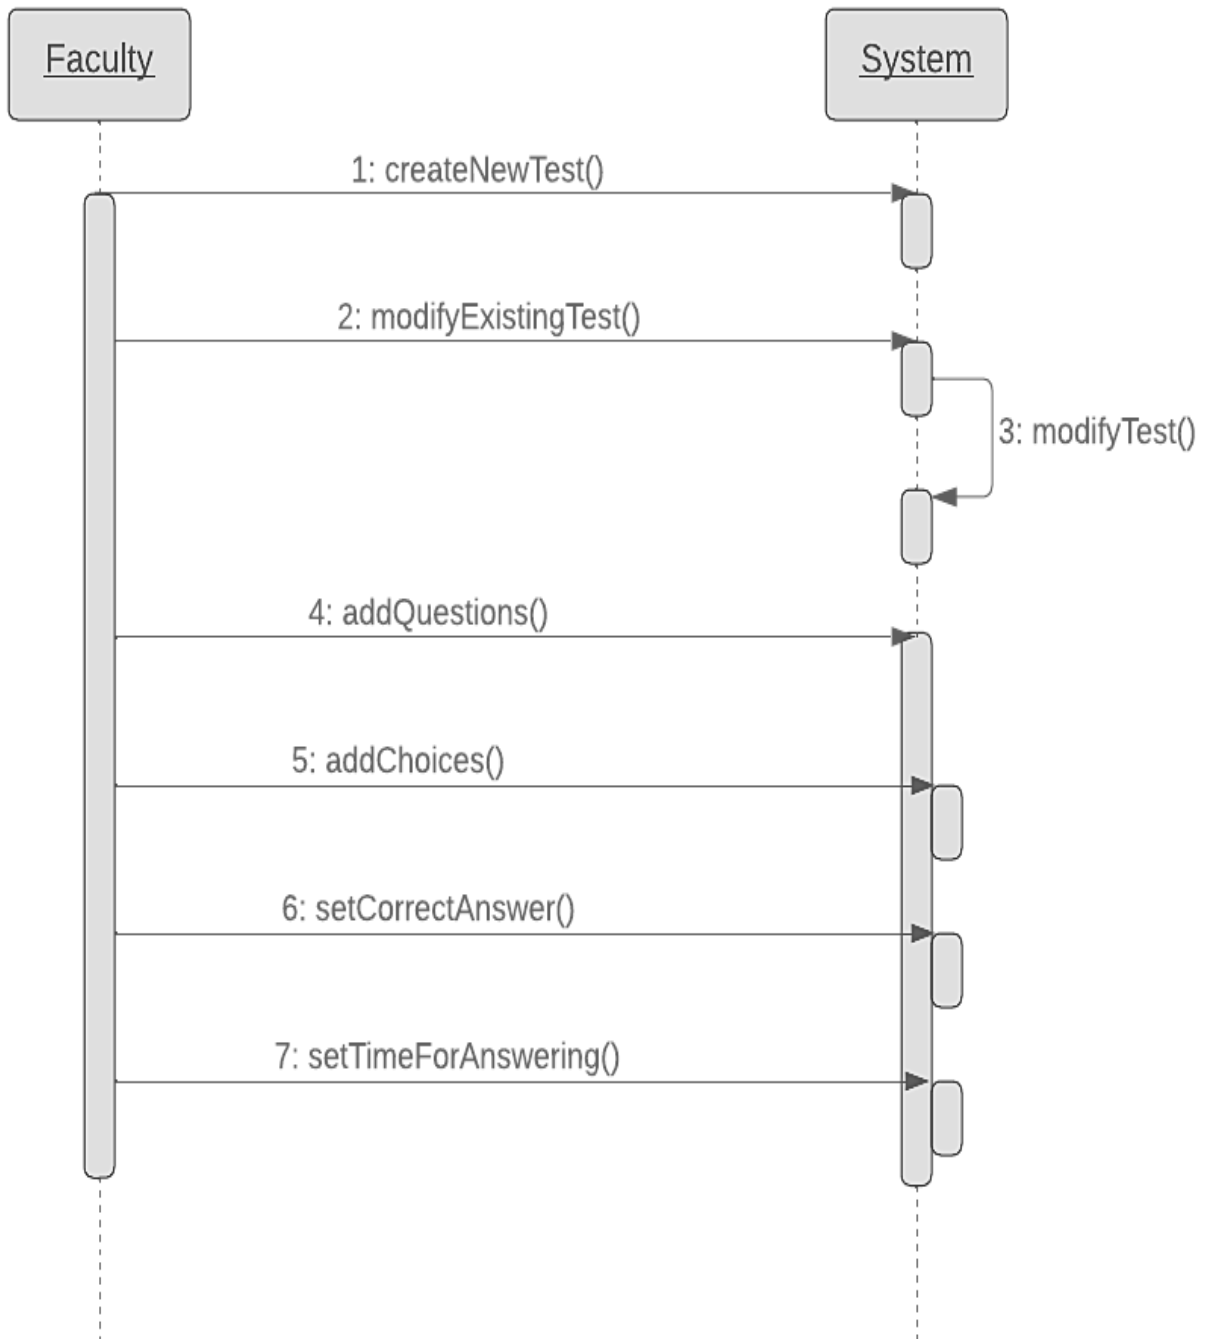 Faculty
System
1: createNewTest()
2: modifyExistingTest()
3: modifyTest()
4: addQuestions()
5: addChoices()
6: setCorrectAnswer()
7: setTimeForAnswering()